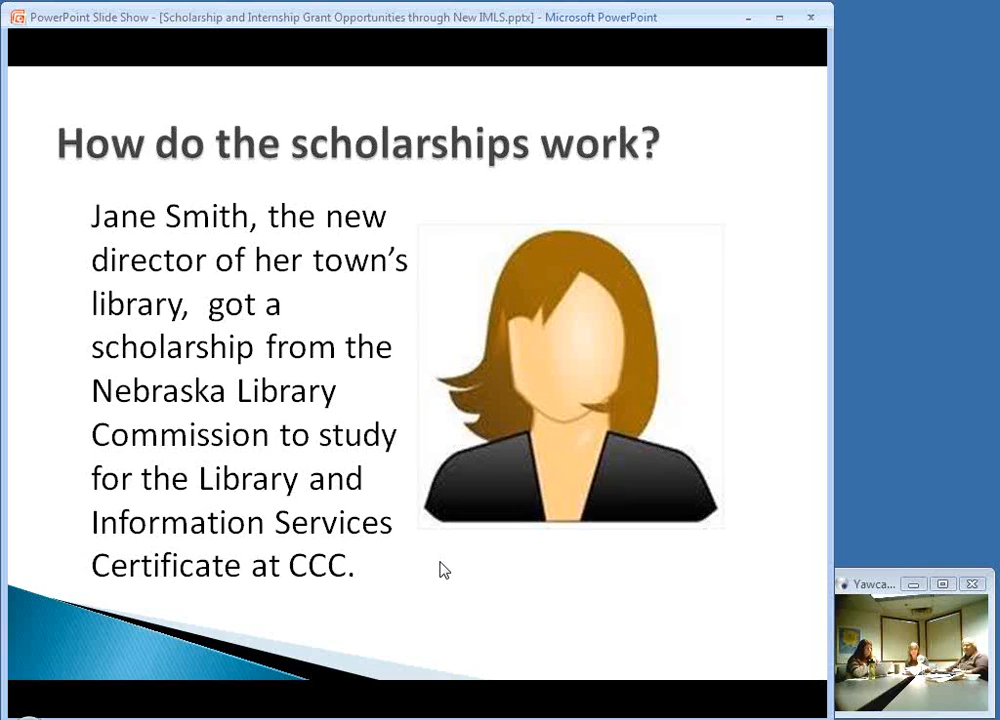 PowerPoint Slide Show - [Scholarship and Internship Grant Opportunities through New IMLS.pptx] - Microsoft PowerPoint
How do the scholarships work?
Jane Smith, the new
director of her town's
library,  got a
scholarship from the
Nebraska Library
Commission to study
for the Library and
Information Services
Certificate at CCC.
Yawca...